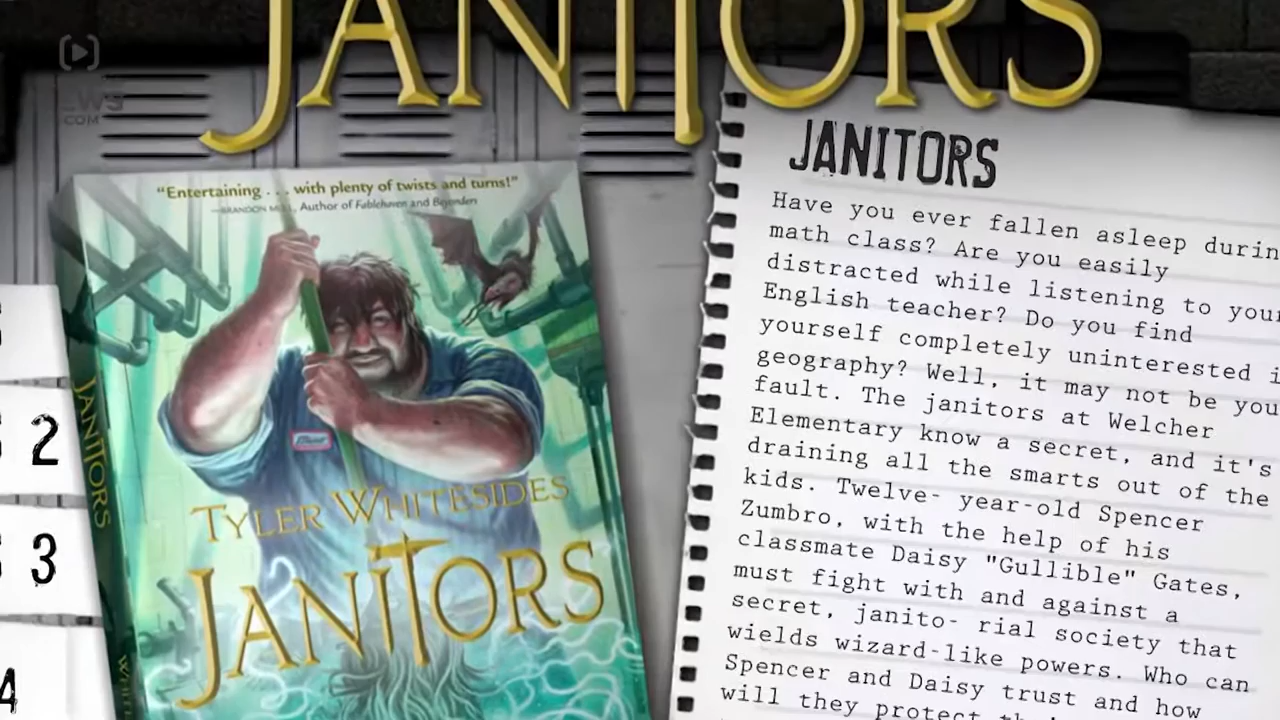 JANITORS
"Entertaining . . . with plenty of twists and turns!"
—BRANDON MULL, Author of Fablehaven and Beyonders
TYLER WHITESIDES
JANITORS
JANITORS
2
3
4
JANITORS
Have you ever fallen asleep durin
math class? Are you easily
distracted while listening to your
English teacher? Do you find
yourself completely uninterested i
geography? Well, it may not be you
fault. The janitors at Welcher
Elementary know a secret, and it's
draining all the smarts out of the
kids. Twelve- year-old Spencer
Zumbro, with the help of his
classmate Daisy "Gullible" Gates,
must fight with and against a
secret, janito- rial society that
wields wizard-like powers. Who can
Spencer and Daisy trust and how
will they protect